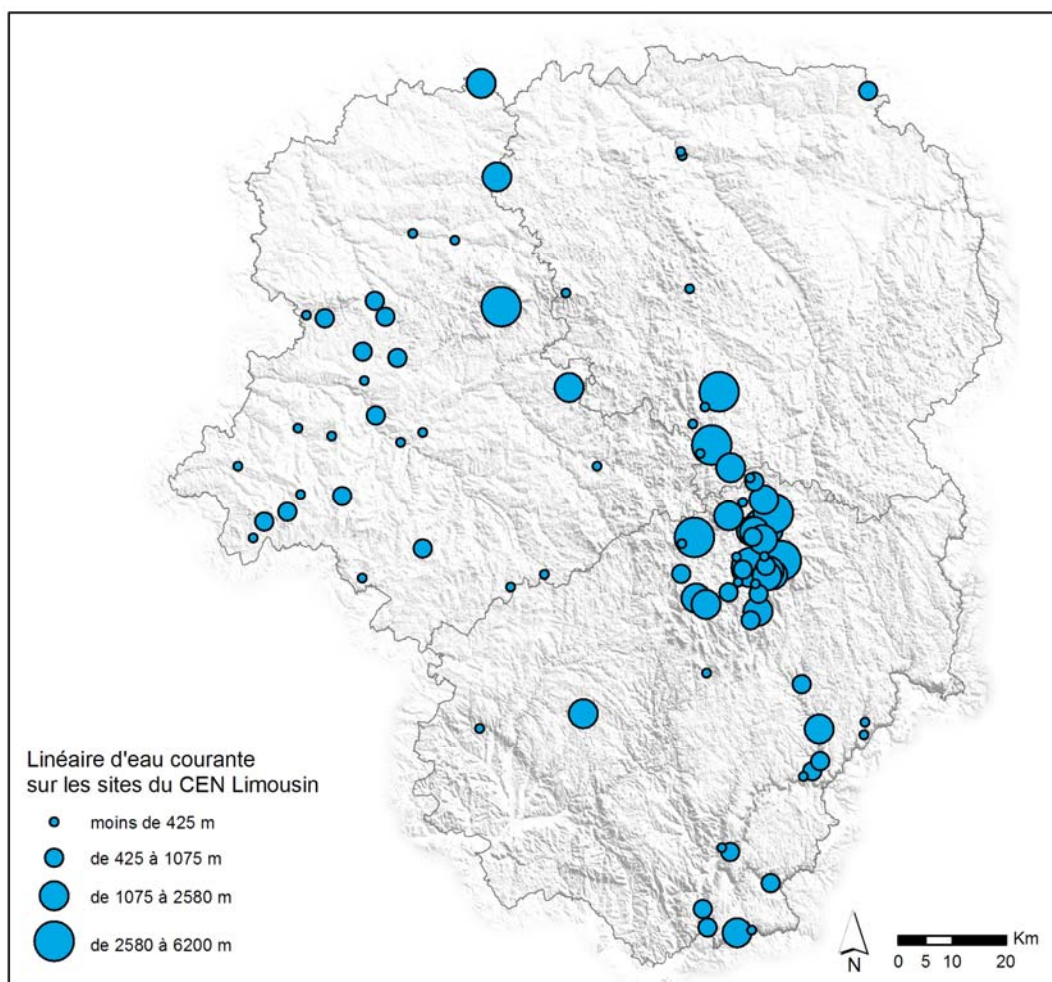 Linéaire d'eau courante
sur les sites du CEN Limousin
moins de 425 m
de 425 à 1075 m
de 1075 à 2580 m
de 2580 à 6200 m
N
Km
0 5 10 20